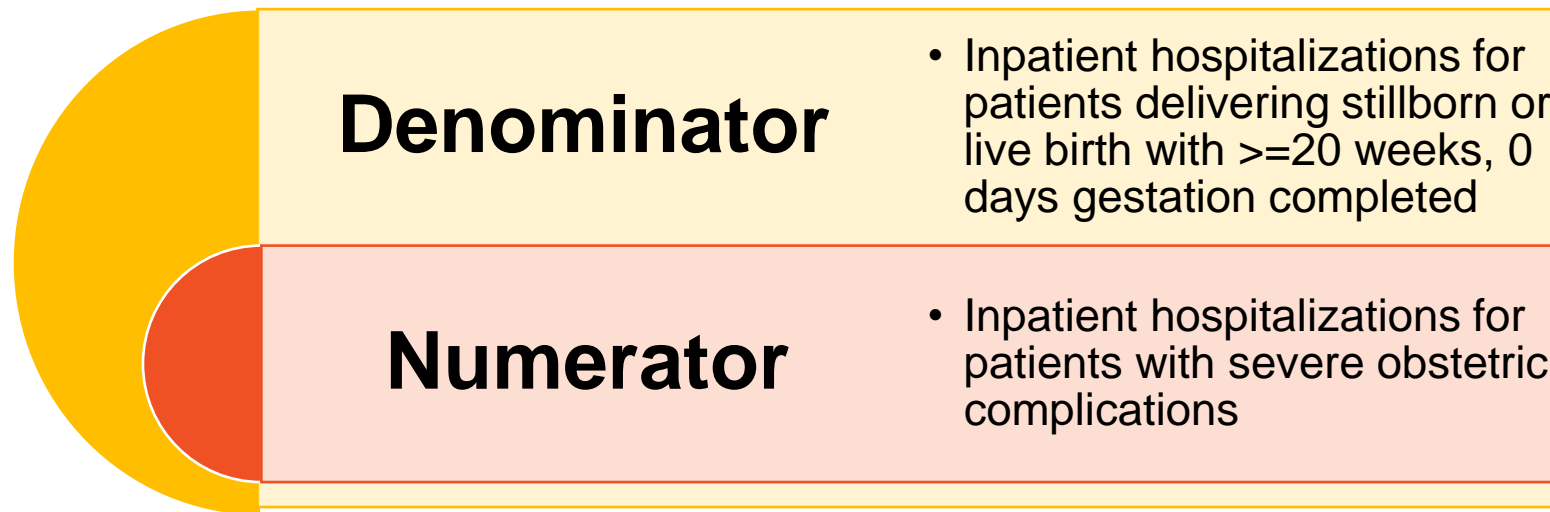 Denominator
• Inpatient hospitalizations for
patients delivering stillborn or
live birth with >=20 weeks, 0
days gestation completed
Numerator
• Inpatient hospitalizations for
patients with severe obstetric
complications